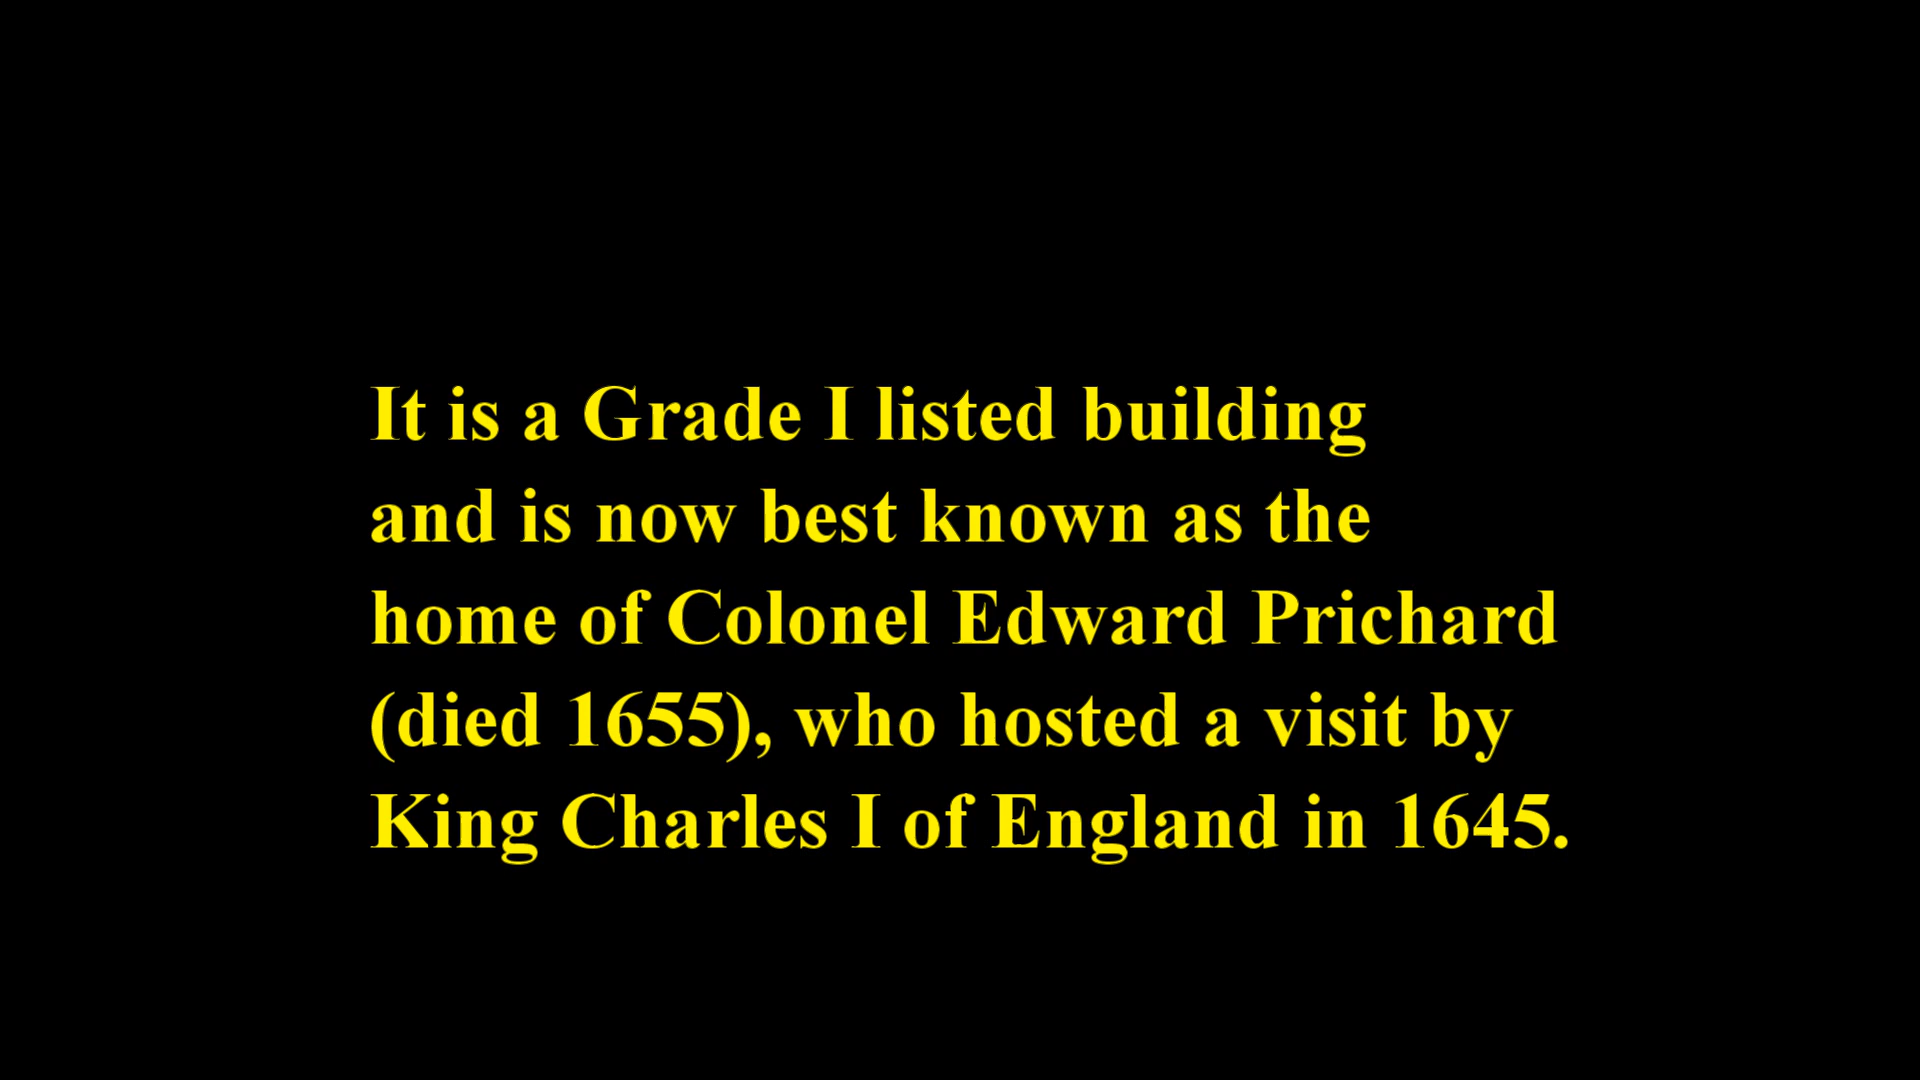 It is a Grade I listed building
and is now best known as the
home of Colonel Edward Prichard
(died 1655), who hosted a visit by
King Charles I of England in 1645.